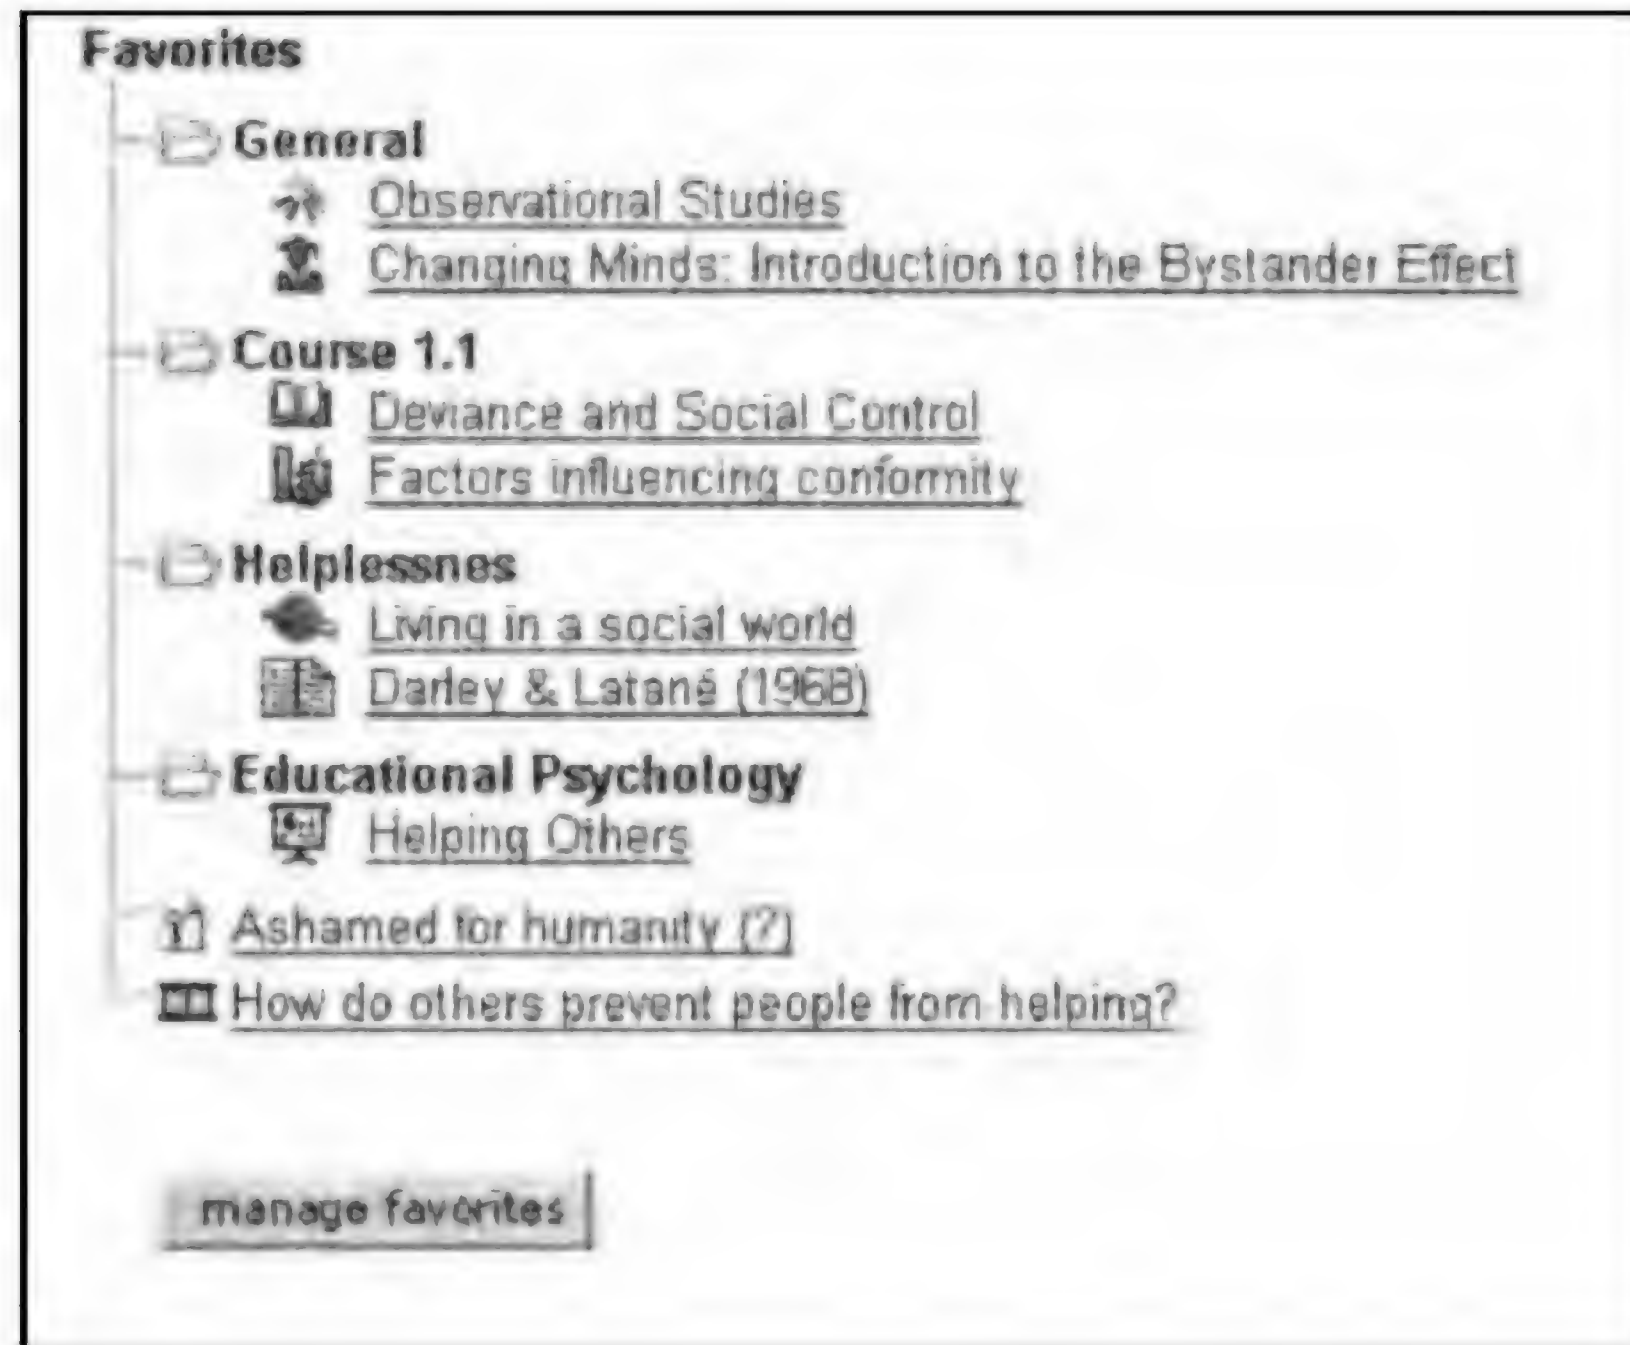 Favorites
General
Observational Studies
Changing Minds: Introduction to the Bystander Effect
Course 1.1
Deviance and Social Control
Factors influencing conformity
Helplessnes
Living in a social world
Darley & Latané (1968)
Educational Psychology
Helping Others
Ashamed for humanity (?)
How do others prevent people from helping?
manage favorites